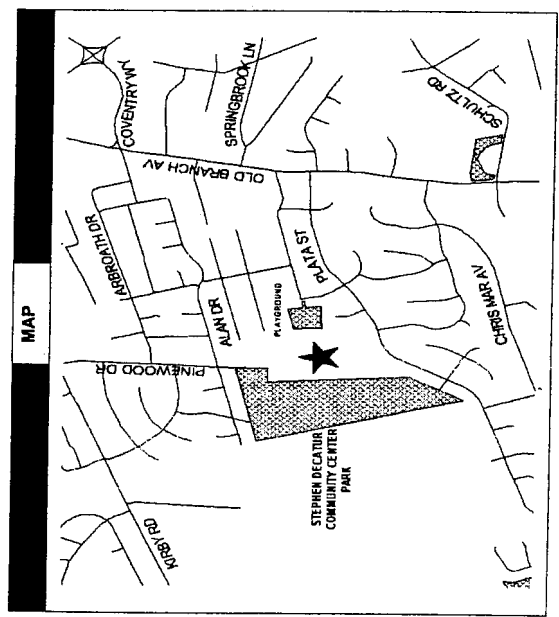 MAP
COVENTRY WY
SPRINGBROOK LN
SCHULTZ RD
OLD BRANCH AV
ARBROATH DR
PLATA ST
ALAN DR
PLAYGROUND
CHRIS MAR AV
PINEWOOD DR
STEPHEN DECATUR
COMMUNITY CENTER
PARK
KIRBY RD